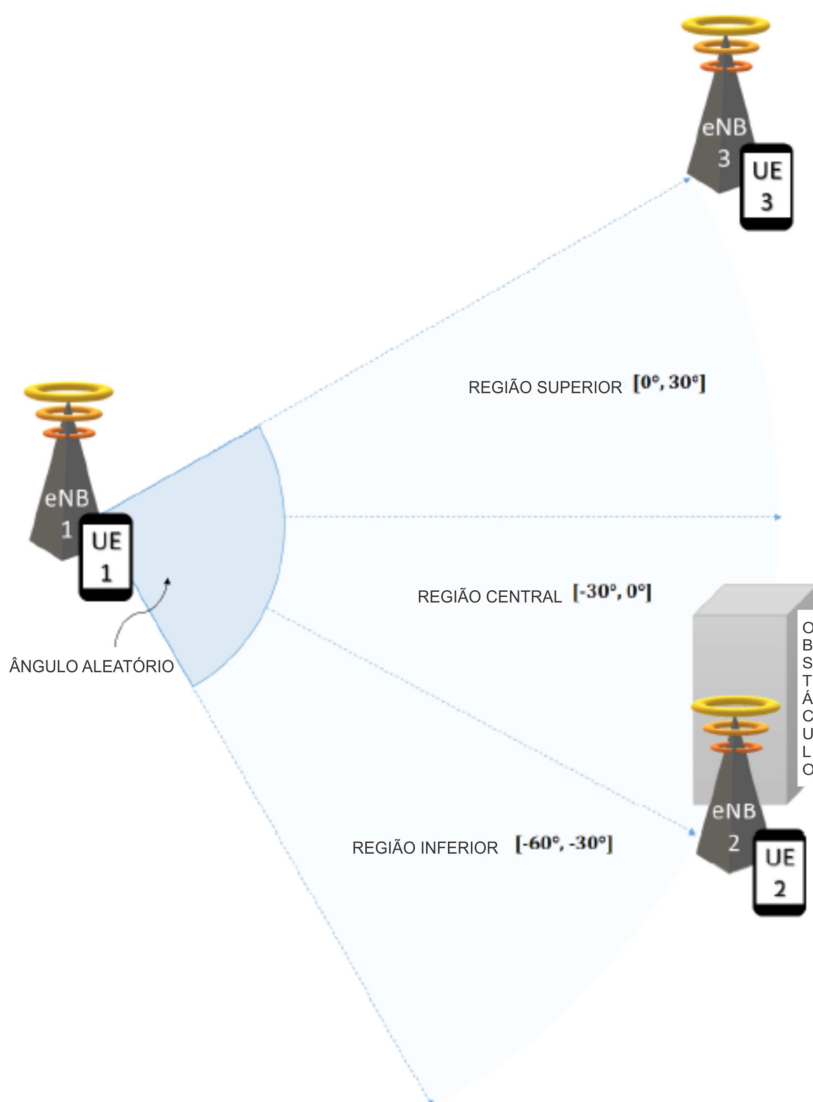 eNB
3
UE
3
REGIÃO SUPERIOR [0°, 30°]
eNB
1
UE
1
REGIÃO CENTRAL [-30°, 0°]
ÂNGULO ALEATÓRIO
O
B
S
T
Á
C
U
L
O
eNB
2
REGIÃO INFERIOR [-60°, -30°]
UE
2